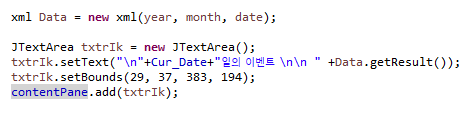 xml Data = new xml(year, month, date);
JTextArea txtrIk = new JTextArea();
txtrIk.setText("\n"+Cur_Date+"일의 이벤트 \n\n " +Data.getResult());
txtrIk.setBounds(29, 37, 383, 194);
contentPane.add(txtrIk);